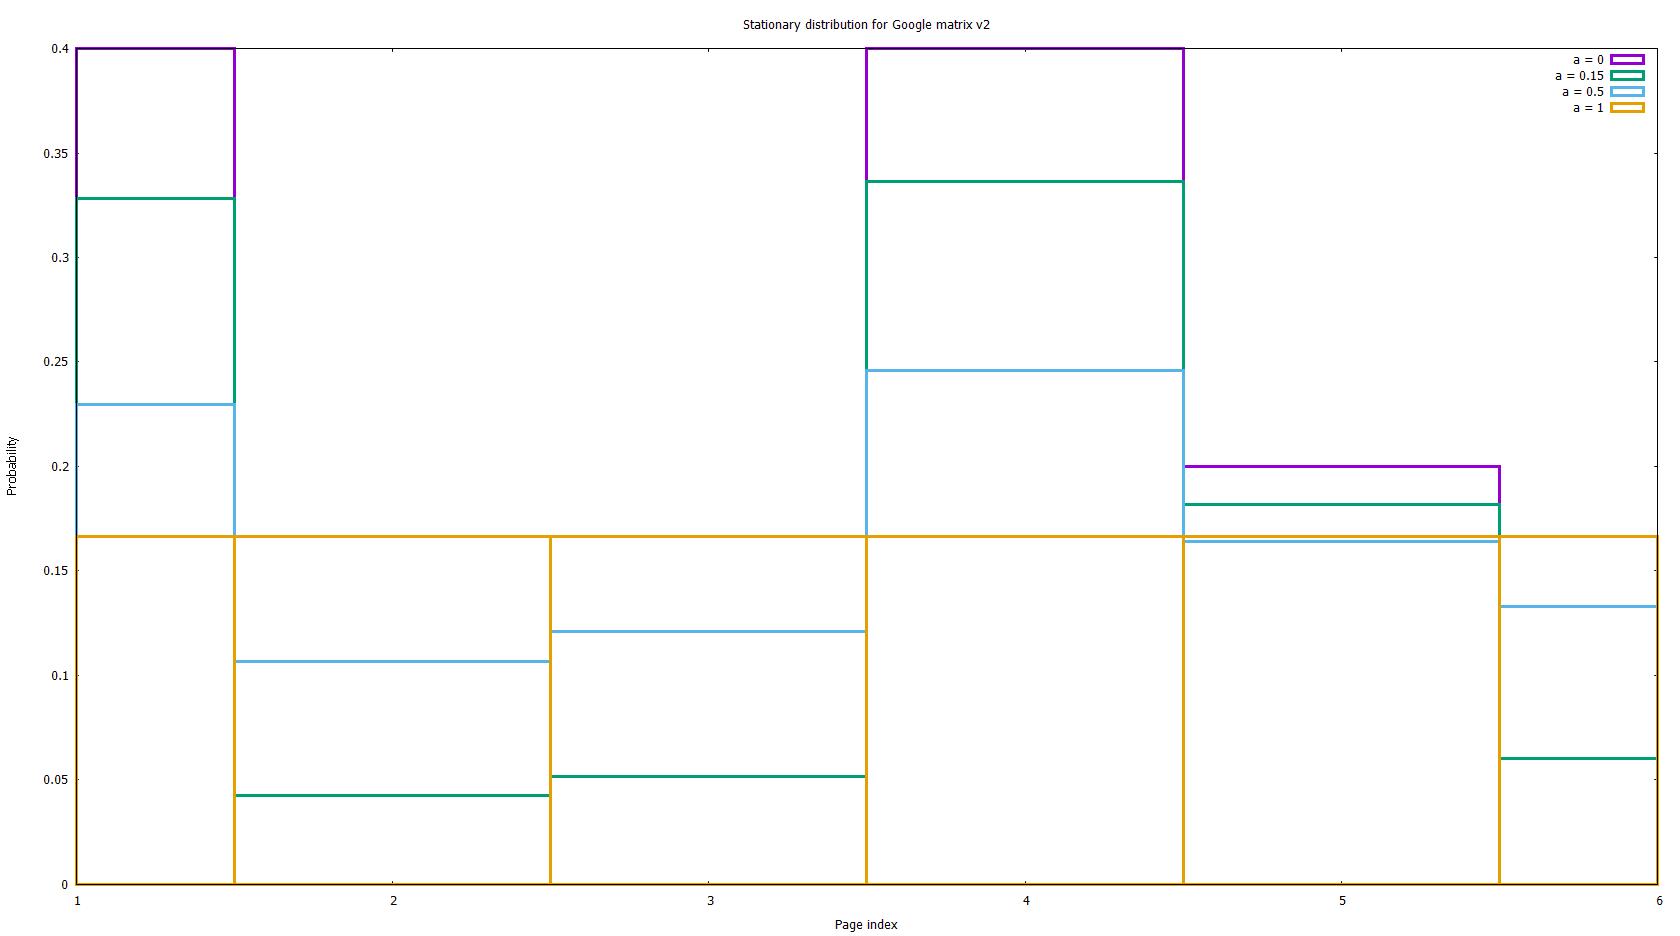 Stationary distribution for Google matrix v2
a = 0
a = 0.15
a = 0.5
a = 1
0.4
0.35
0.3
0.25
0.2
0.15
0.1
0.05
0
Probability
1 2 3 4 5 6
Page index